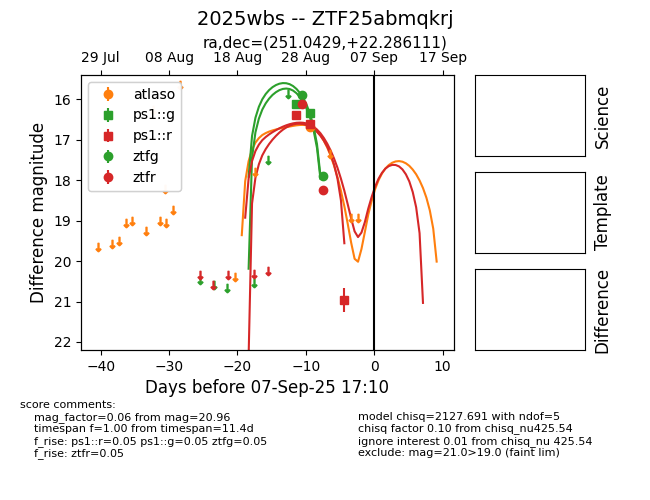 2025wbs -- ZTF25abmqkrj
ra,dec=(251.0429,+22.286111)
29 Jul 08 Aug 18 Aug 28 Aug 07 Sep 17 Sep
atlaso
ps1::g
ps1::r
ztfg
ztfr
16
17
18
19
20
21
22
Difference magnitude
−40 −30 −20 −10 0 10
Days before 07-Sep-25 17:10
Science
Template
Difference
score comments:
mag_factor=0.06 from mag=20.96
timespan f=1.00 from timespan=11.4d
f_rise: ps1::r=0.05 ps1::g=0.05 ztfg=0.05
f_rise: ztfr=0.05
model chisq=2127.691 with ndof=5
chisq factor 0.10 from chisq_nu425.54
ignore interest 0.01 from chisq_nu 425.54
exclude: mag=21.0>19.0 (faint lim)